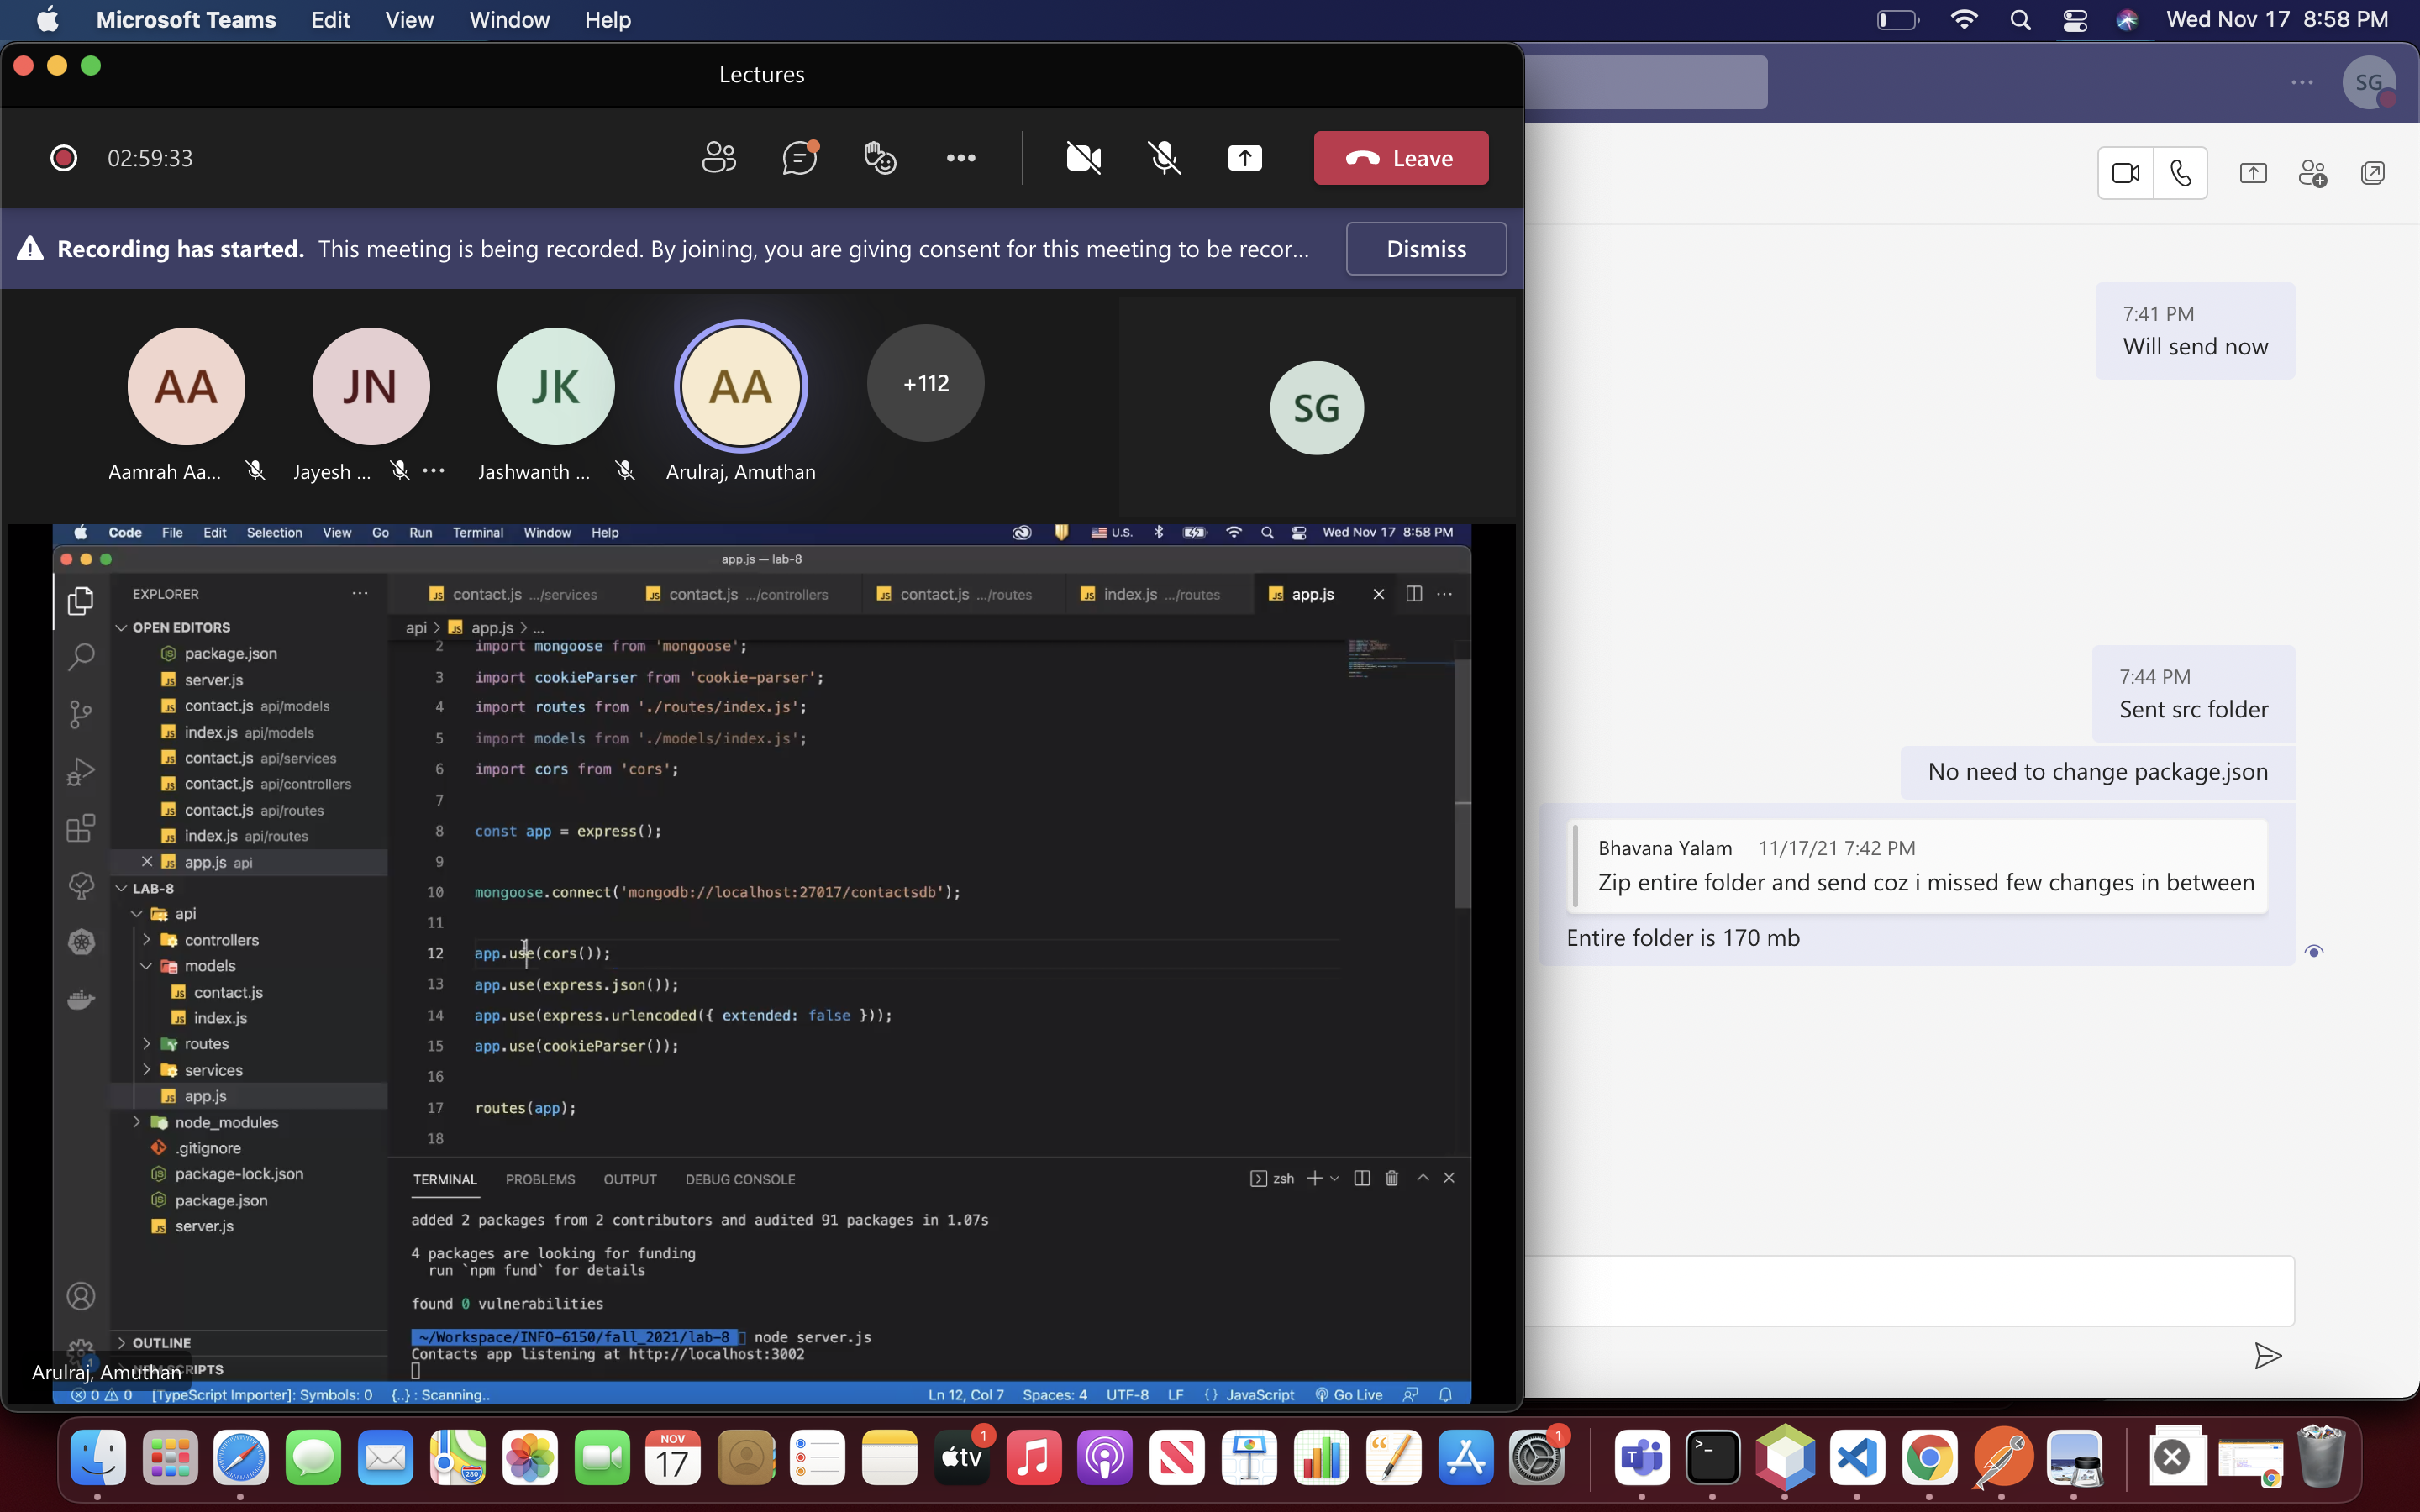 Microsoft Teams Edit View Window Help Wed Nov 17 8:58 PM
Lectures
SG
02:59:33 Leave
Recording has started. This meeting is being recorded. By joining, you are giving consent for this meeting to be recor... Dismiss
AA JN JK AA +112 SG
Aamrah Aa... Jayesh ... Jashwanth ... Arulraj, Amuthan
Code File Edit Selection View Go Run Terminal Window Help U.S. Wed Nov 17 8:58 PM
app.js — lab-8
EXPLORER
OPEN EDITORS
package.json
server.js
contact.js api/models
index.js api/models
contact.js api/services
contact.js api/controllers
contact.js api/routes
index.js api/routes
app.js api
LAB-8
api
controllers
models
contact.js
index.js
routes
services
app.js
node_modules
.gitignore
package-lock.json
package.json
server.js
OUTLINE
Arulraj, Amuthan
contact.js .../services contact.js .../controllers contact.js .../routes index.js .../routes app.js
api > app.js > ...
2 import mongoose from 'mongoose';
3 import cookieParser from 'cookie-parser';
4 import routes from './routes/index.js';
5 import models from './models/index.js';
6 import cors from 'cors';
7
8 const app = express();
9
10 mongoose.connect('mongodb://localhost:27017/contactsdb');
11
12 app.use(cors());
13 app.use(express.json());
14 app.use(express.urlencoded({ extended: false }));
15 app.use(cookieParser());
16
17 routes(app);
18
TERMINAL PROBLEMS OUTPUT DEBUG CONSOLE zsh
added 2 packages from 2 contributors and audited 91 packages in 1.07s
4 packages are looking for funding
run `npm fund` for details
found 0 vulnerabilities
~/Workspace/INFO-6150/fall_2021/lab-8 node server.js
Contacts app listening at http://localhost:3002
0 0 [TypeScript Importer]: Symbols: 0 {..} : Scanning.. Ln 12, Col 7 Spaces: 4 UTF-8 LF {} JavaScript Go Live
7:41 PM
Will send now
7:44 PM
Sent src folder
No need to change package.json
Bhavana Yalam 11/17/21 7:42 PM
Zip entire folder and send coz i missed few changes in between
Entire folder is 170 mb
NOV
17
280
tv
1
1